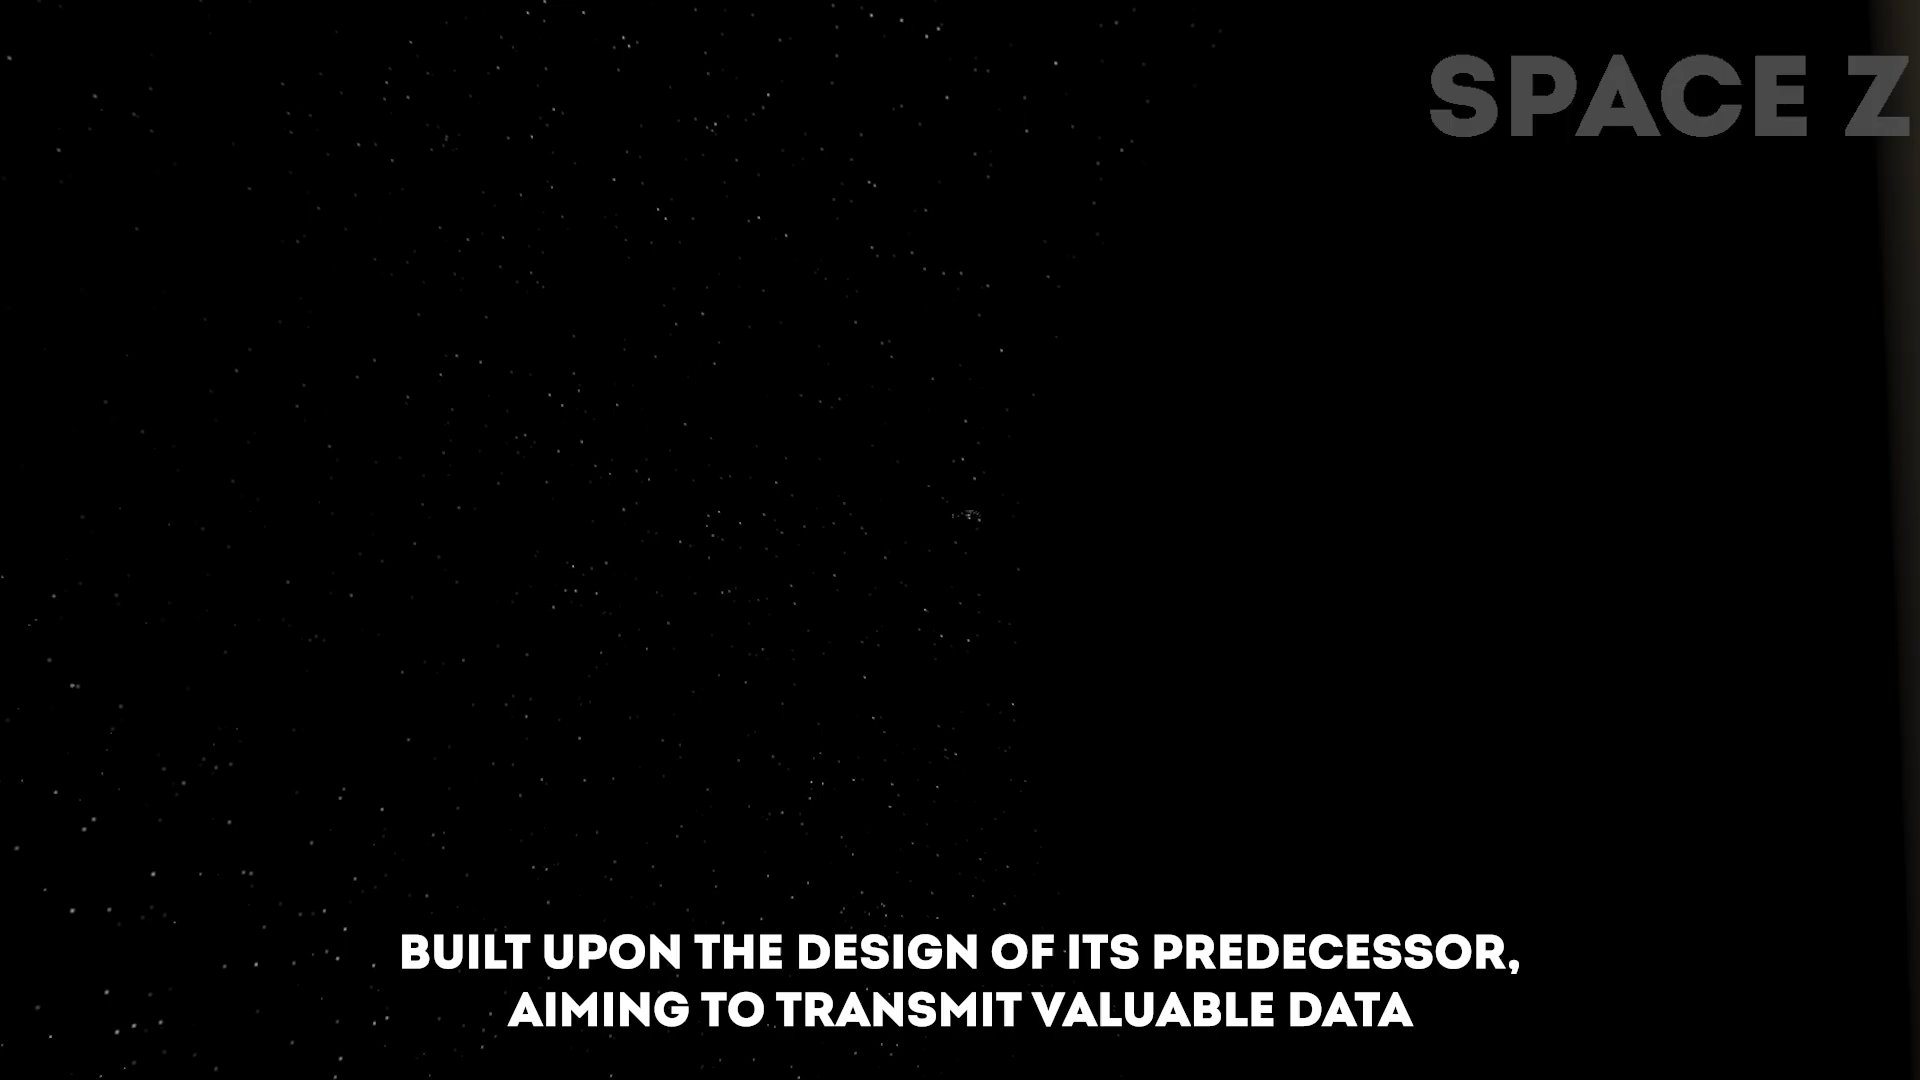 SPACE Z
BUILT UPON THE DESIGN OF ITS PREDECESSOR,
AIMING TO TRANSMIT VALUABLE DATA